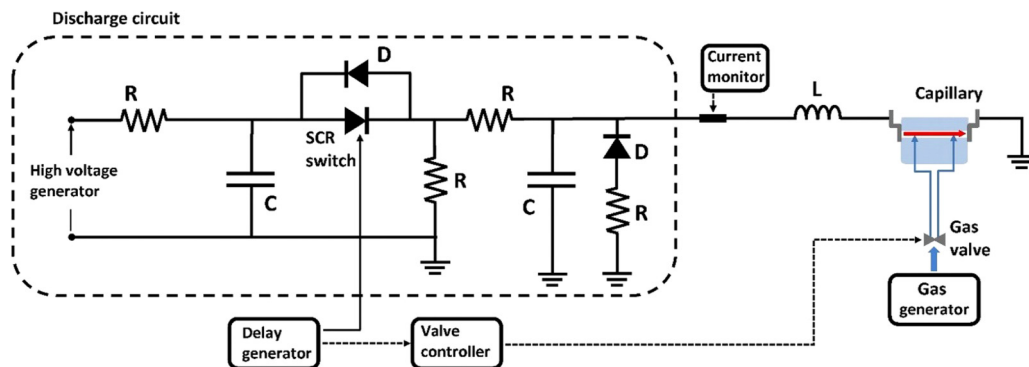 Discharge circuit
D
Current
monitor
R
R
L
Capillary
SCR
switch
High voltage
generator
R
D
C
C
R
Gas
valve
Gas
generator
Delay
generator
Valve
controller